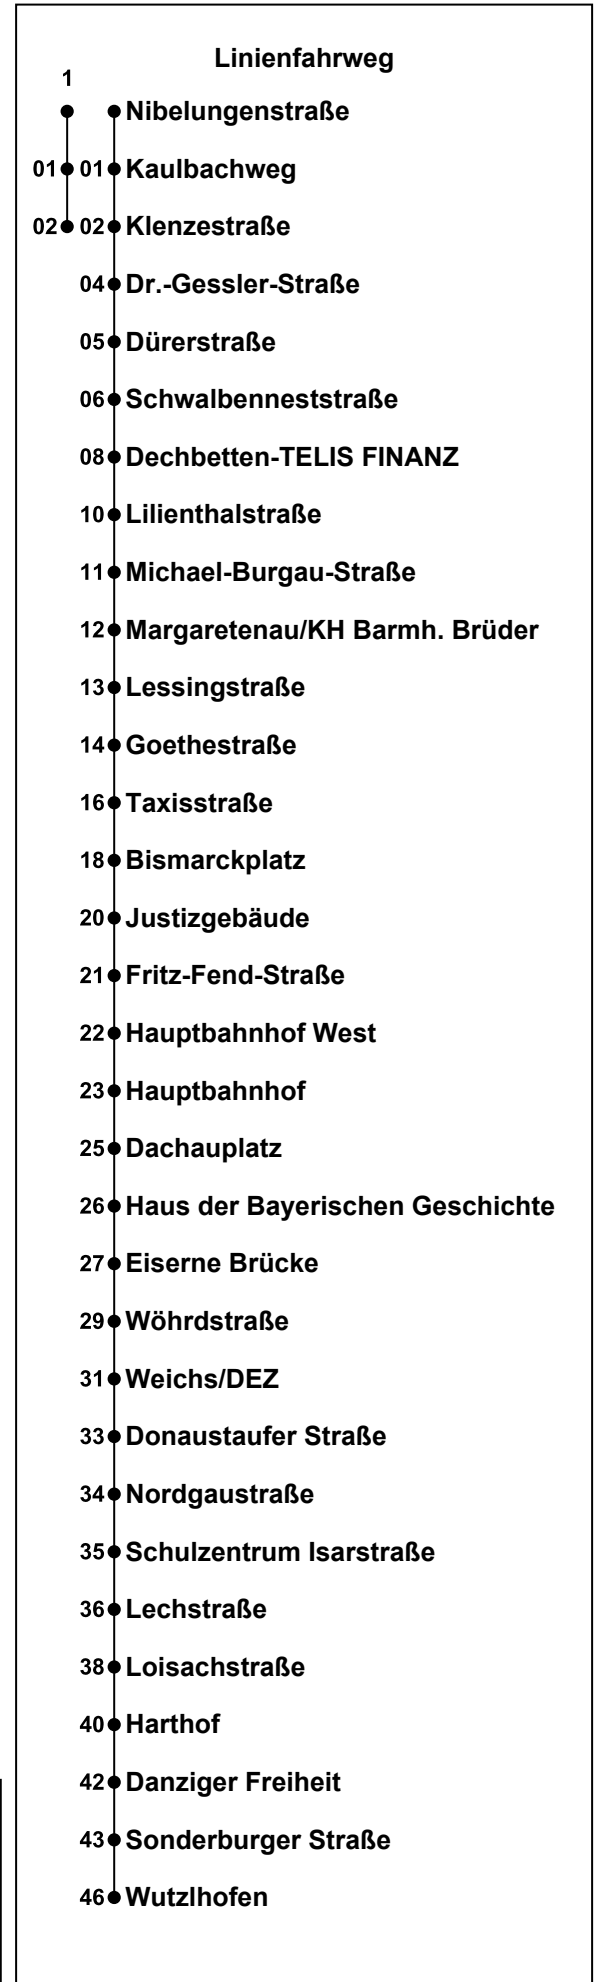 Linienfahrweg
1
Nibelungenstraße
01 01 Kaulbachweg
02 02 Klenzestraße
04 Dr.-Gessler-Straße
05 Dürerstraße
06 Schwalbenneststraße
08 Dechbetten-TELIS FINANZ
10 Lilienthalstraße
11 Michael-Burgau-Straße
12 Margaretenau/KH Barmh. Brüder
13 Lessingstraße
14 Goethestraße
16 Taxisstraße
18 Bismarckplatz
20 Justizgebäude
21 Fritz-Fend-Straße
22 Hauptbahnhof West
23 Hauptbahnhof
25 Dachauplatz
26 Haus der Bayerischen Geschichte
27 Eiserne Brücke
29 Wöhrdstraße
31 Weichs/DEZ
33 Donaustaufer Straße
34 Nordgaustraße
35 Schulzentrum Isarstraße
36 Lechstraße
38 Loisachstraße
40 Harthof
42 Danziger Freiheit
43 Sonderburger Straße
46 Wutzlhofen